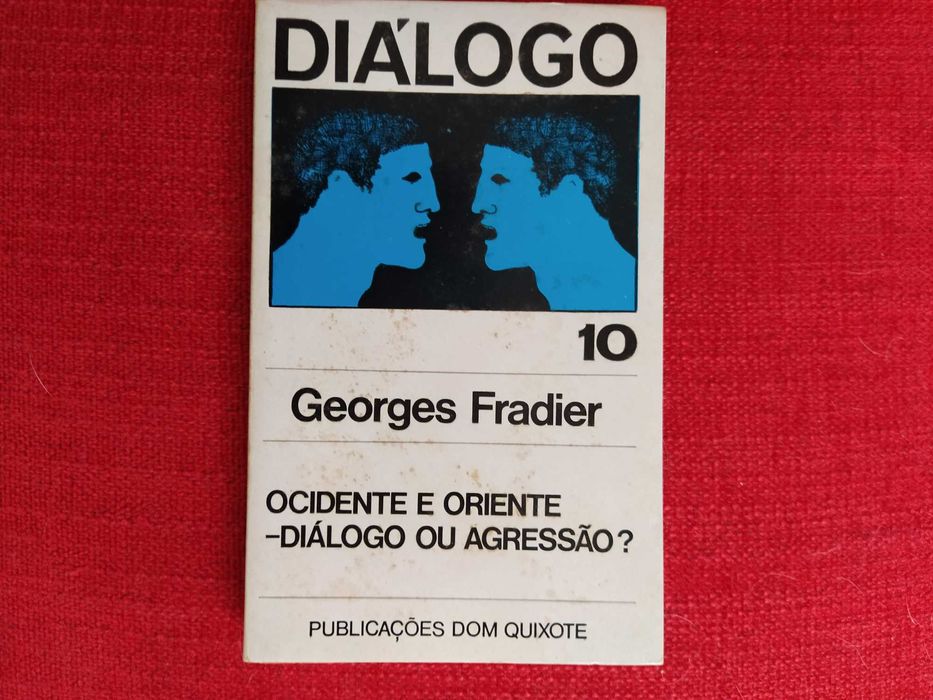 DIÁLOGO
10
Georges Fradier
OCIDENTE E ORIENTE
–DIÁLOGO OU AGRESSÃO?
PUBLICAÇÕES DOM QUIXOTE